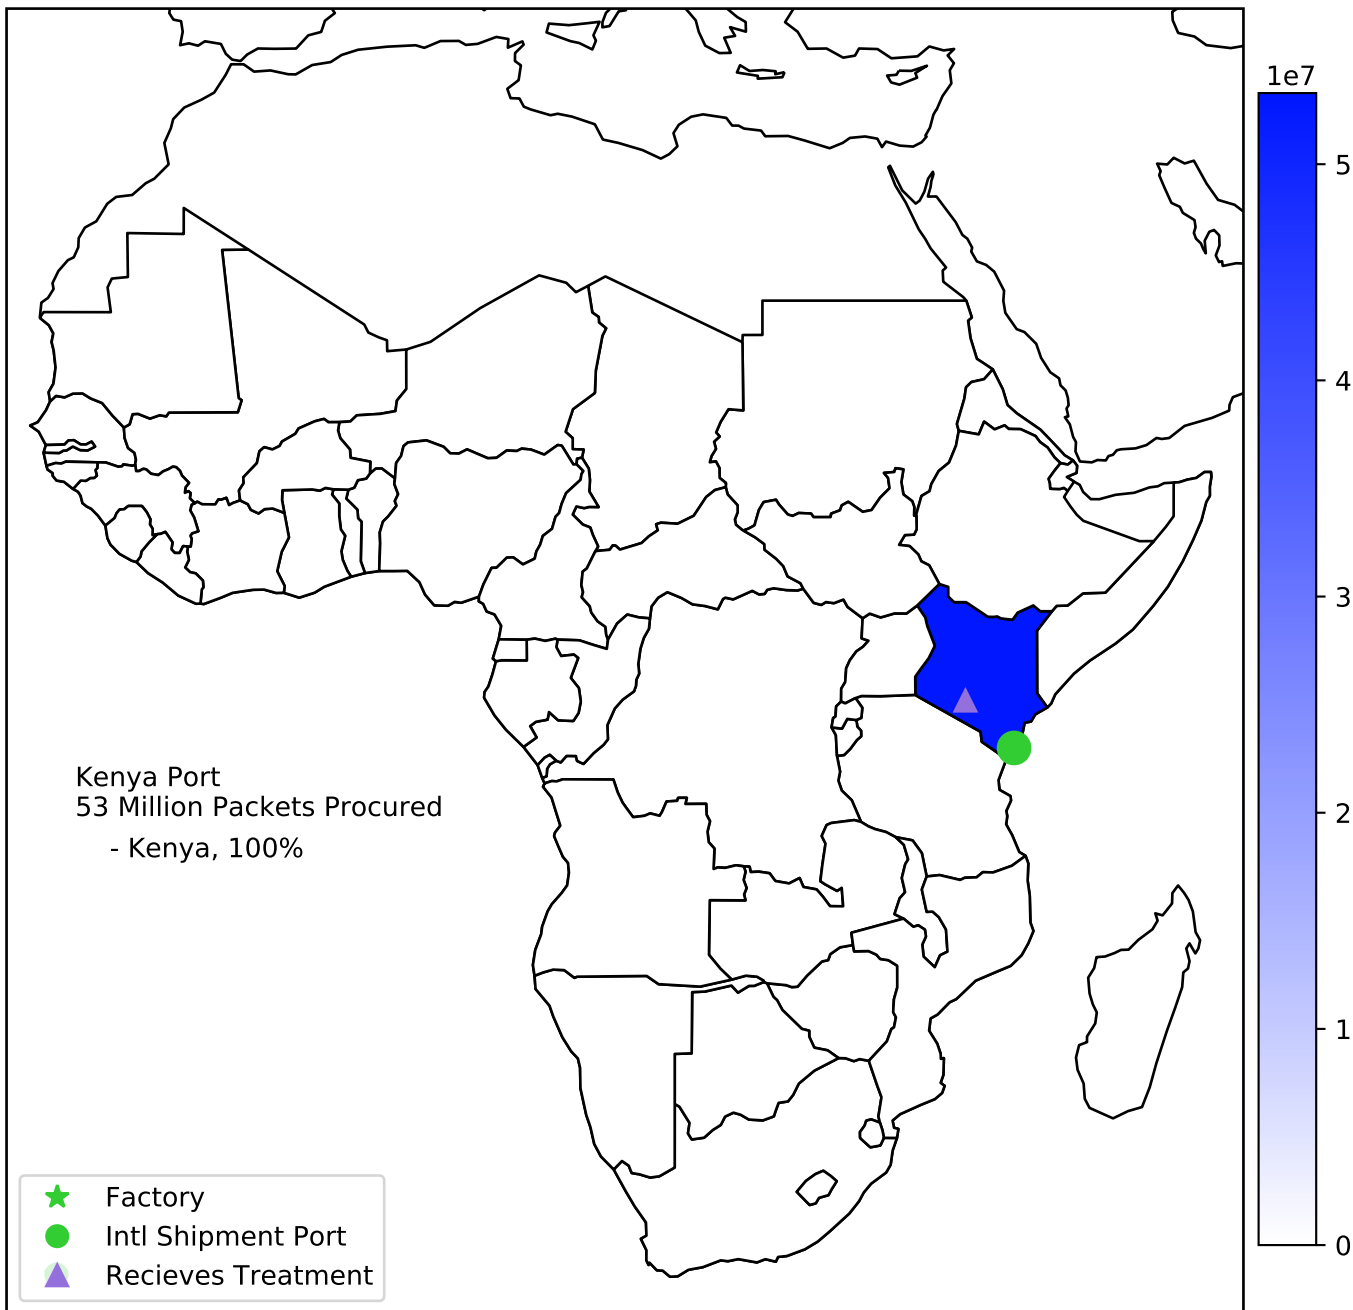 1e7
5
4
3
2
1
0
Kenya Port
53 Million Packets Procured
- Kenya, 100%
Factory
Intl Shipment Port
Recieves Treatment